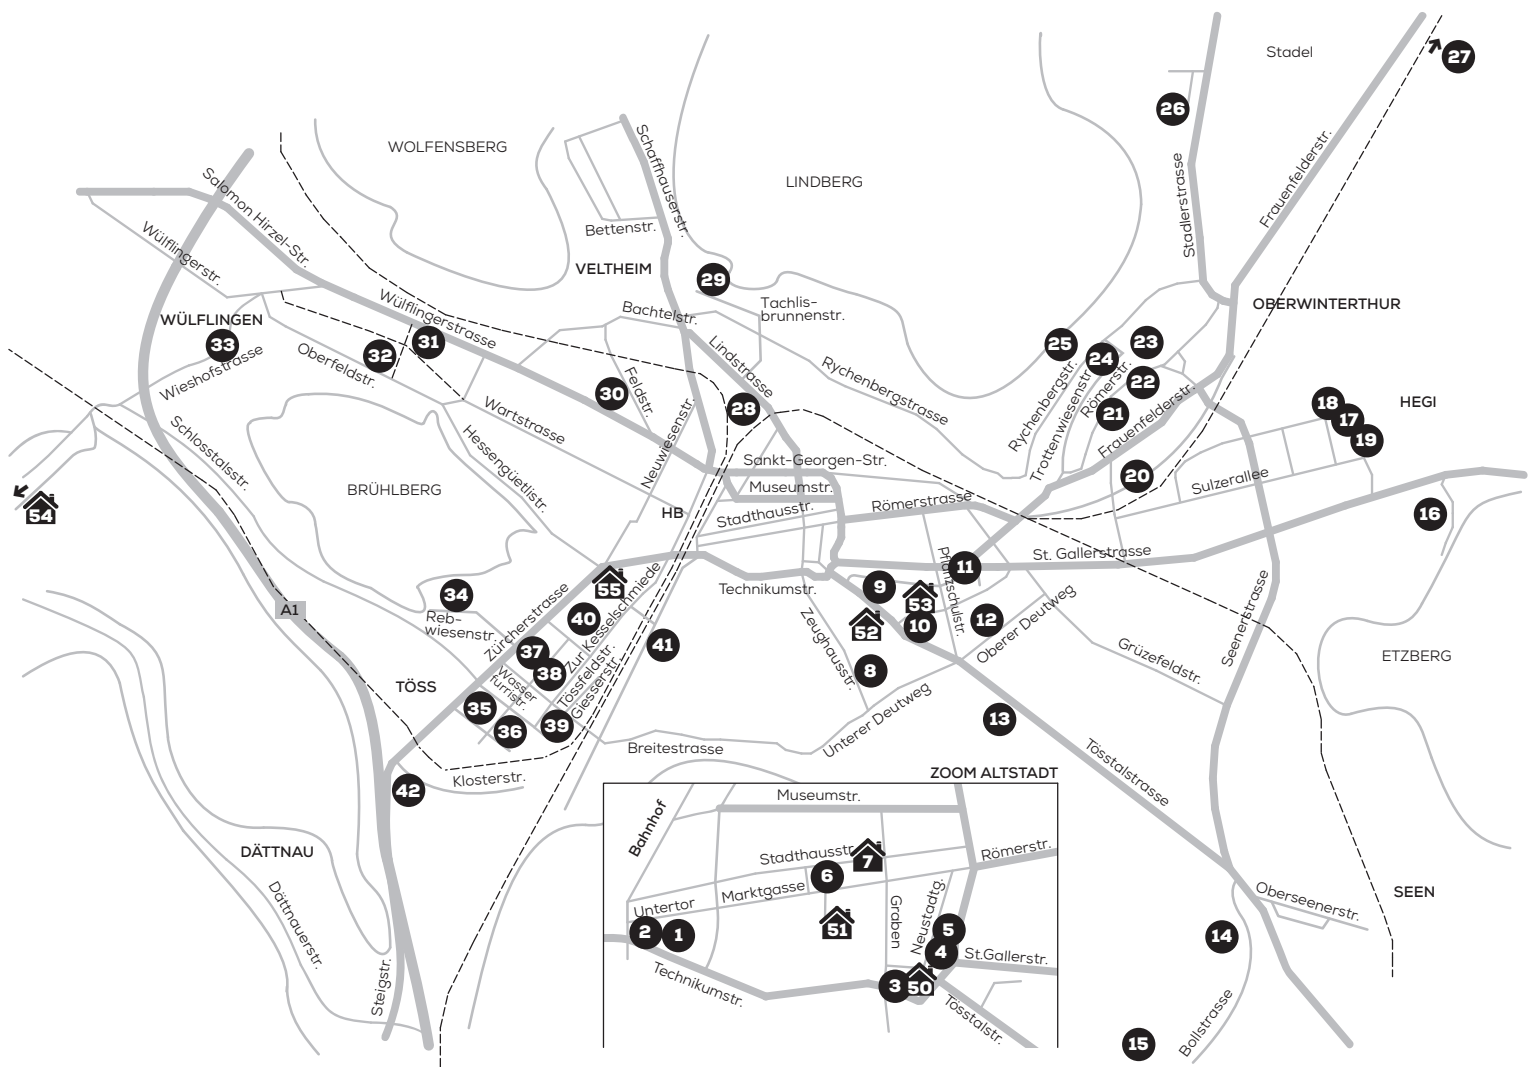 Stadel
27
26
WOLFENSBERG
Schaffhauserstr.
LINDBERG
Frauenfelderstr.
Stadlerstrasse
Salomon Hirzel-Str.
Wülflingerstr.
Bettenstr.
VELTHEIM
29
Tachlis-
brunnenstr.
OBERWINTERTHUR
Wülflingerstrasse
Bachtelstr.
WÜLFLINGEN
33
32
31
Oberfeldstr.
Wieshofstrasse
Lindstrasse
Rychenbergstrasse
25
24
23
22
21
Rychenbergstr.
Trottenwiesenstr.
Römerstr.
Frauenfelderstr.
30
Feldstr.
28
Neuwiesenstr.
18
17
19
HEGI
Schlosstalsstr.
Wartstrasse
Hessengüetlistr.
Sankt-Georgen-Str.
Museumstr.
Stadthausstr.
Römerstrasse
20
Sulzerallee
16
BRÜHLBERG
54
HB
St. Gallerstrasse
Pflanzschulstr.
11
Technikumstr.
9
53
10
52
12
Oberer Deutweg
Seenerstrasse
Zürcherstrasse
55
34
Reb-
wiesenstr.
40
Zur Kesselschmiede
41
A1
37
38
Tössfeldstr.
Giesserstr.
Wasser
furristr.
Zeughausstr.
8
Grüzefeldstr.
ETZBERG
TÖSS
35
36
39
Unterer Deutweg
13
Breitestrasse
Klosterstr.
42
Tösstalstrasse
ZOOM ALTSTADT
Museumstr.
Bahnhof
Stadthausstr.
7
Römerstr.
6
Marktgasse
Untertor
51
Graben
Neustadtg.
2
1
5
4
St.Gallerstr.
3
50
Technikumstr.
Tösstalstr.
DÄTTNAU
Dättnauerstr.
Steigstr.
SEEN
Oberseenerstr.
14
15
Bollstrasse